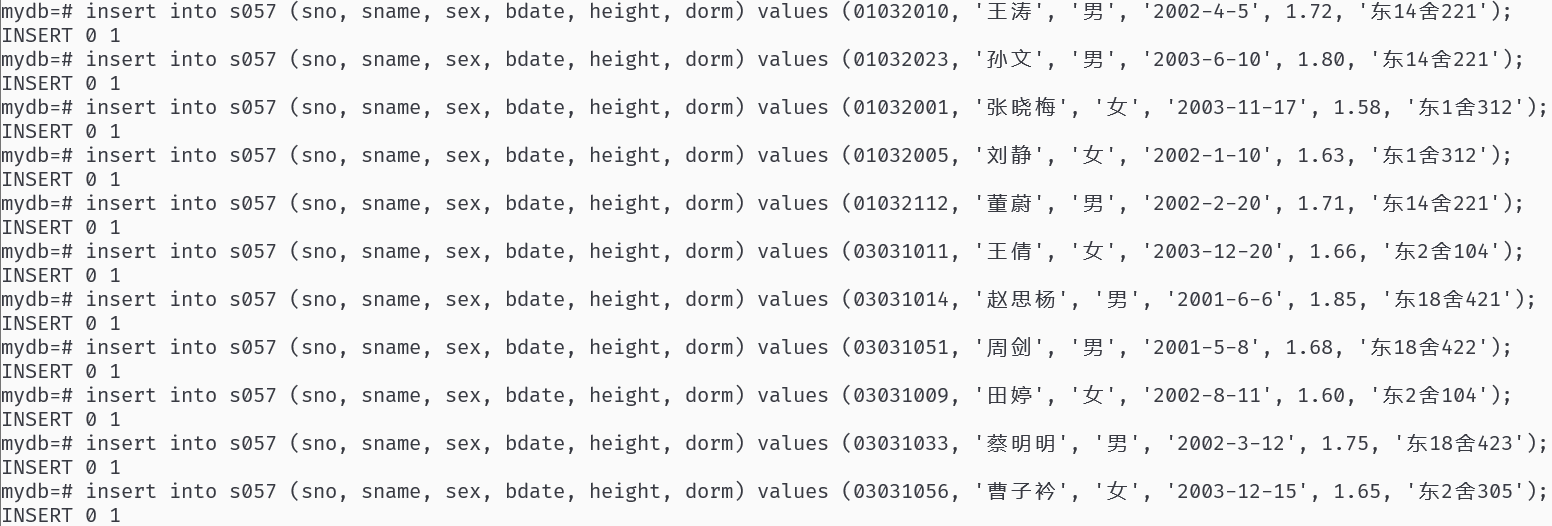 mydb=# insert into s057 (sno, sname, sex, bdate, height, dorm) values (01032010, '王涛', '男', '2002-4-5', 1.72, '东14舍221');
INSERT 0 1
mydb=# insert into s057 (sno, sname, sex, bdate, height, dorm) values (01032023, '孙文', '男', '2003-6-10', 1.80, '东14舍221');
INSERT 0 1
mydb=# insert into s057 (sno, sname, sex, bdate, height, dorm) values (01032001, '张晓梅', '女', '2003-11-17', 1.58, '东1舍312');
INSERT 0 1
mydb=# insert into s057 (sno, sname, sex, bdate, height, dorm) values (01032005, '刘静', '女', '2002-1-10', 1.63, '东1舍312');
INSERT 0 1
mydb=# insert into s057 (sno, sname, sex, bdate, height, dorm) values (01032112, '董蔚', '男', '2002-2-20', 1.71, '东14舍221');
INSERT 0 1
mydb=# insert into s057 (sno, sname, sex, bdate, height, dorm) values (03031011, '王倩', '女', '2003-12-20', 1.66, '东2舍104');
INSERT 0 1
mydb=# insert into s057 (sno, sname, sex, bdate, height, dorm) values (03031014, '赵思杨', '男', '2001-6-6', 1.85, '东18舍421');
INSERT 0 1
mydb=# insert into s057 (sno, sname, sex, bdate, height, dorm) values (03031051, '周剑', '男', '2001-5-8', 1.68, '东18舍422');
INSERT 0 1
mydb=# insert into s057 (sno, sname, sex, bdate, height, dorm) values (03031009, '田婷', '女', '2002-8-11', 1.60, '东2舍104');
INSERT 0 1
mydb=# insert into s057 (sno, sname, sex, bdate, height, dorm) values (03031033, '蔡明明', '男', '2002-3-12', 1.75, '东18舍423');
INSERT 0 1
mydb=# insert into s057 (sno, sname, sex, bdate, height, dorm) values (03031056, '曹子衿', '女', '2003-12-15', 1.65, '东2舍305');
INSERT 0 1